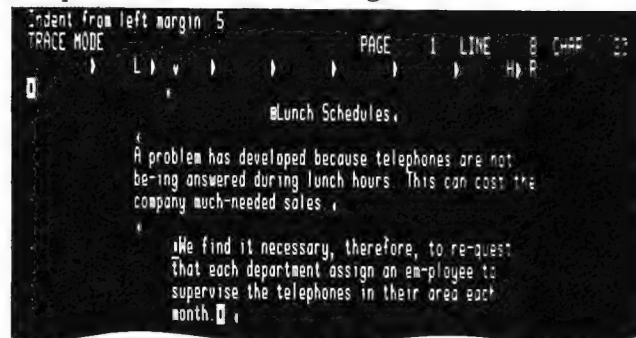 Indent from left margin 5
TRACE MODE PAGE 1 LINE 8 CHAR
L v H R
Lunch Schedules
A problem has developed because telephones are not
be-ing answered during lunch hours. This can cost the
company much-needed sales.
We find it necessary, therefore, to re-quest
that each department assign an em-ployee to
supervise the telephones in their area each
month.